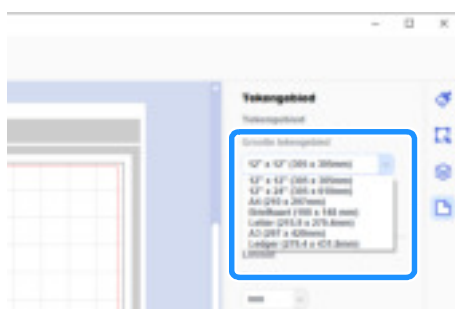 Tekengebied
Tekengebied
Grootte tekengebied
12" x 12" (305 x 305mm)
12" x 12" (305 x 305mm)
12" x 24" (305 x 610mm)
A4 (210 x 297mm)
Briefkaart (100 x 148 mm)
Letter (215.9 x 279.4mm)
A3 (297 x 420mm)
Ledger (279.4 x 431.8mm)
mm